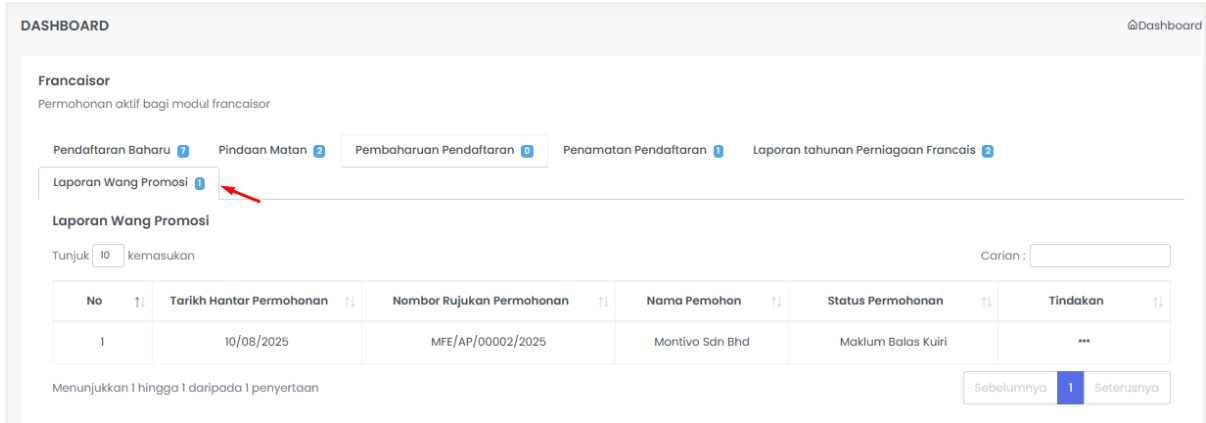 DASHBOARD
Dashboard
Francaisor
Permohonan aktif bagi modul francaisor
Pendaftaran Baharu 7 Pindaan Matan 2 Pembaharuan Pendaftaran 0 Penamatan Pendaftaran 1 Laporan tahunan Perniagaan Francais 2
Laporan Wang Promosi 1
Laporan Wang Promosi
Tunjuk 10 kemasukan Carian :
No Tarikh Hantar Permohonan Nombor Rujukan Permohonan Nama Pemohon Status Permohonan Tindakan
1 10/08/2025 MFE/AP/00002/2025 Montivo Sdn Bhd Maklum Balas Kuiri
Menunjukkan 1 hingga 1 daripada 1 penyertaan Sebelumnya 1 Seterusnya